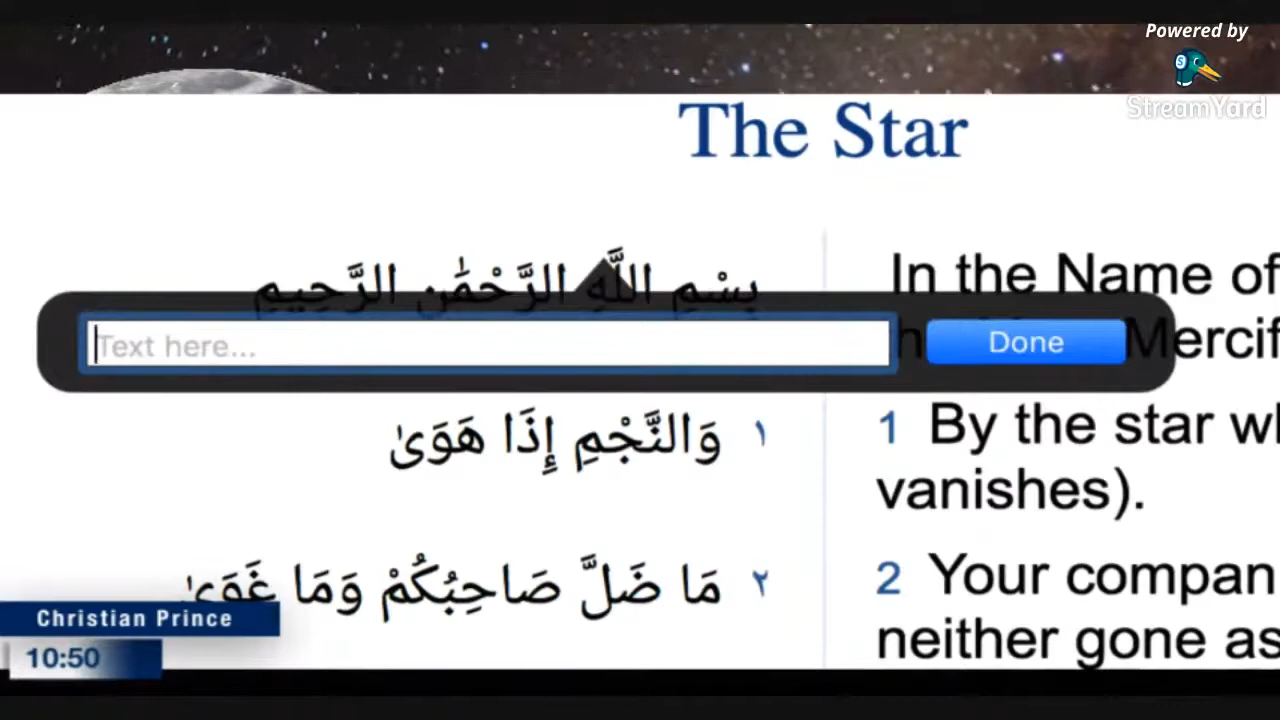 Powered by
StreamYard
The Star
بِسْمِ اللَّهِ الرَّحْمَٰنِ الرَّحِيمِ
In the Name of
Text here...
Done
Mercif
١ وَالنَّجْمِ إِذَا هَوَىٰ
1 By the star wh
vanishes).
٢ مَا ضَلَّ صَاحِبُكُمْ وَمَا غَوَىٰ
2 Your compan
neither gone as
Christian Prince
10:50